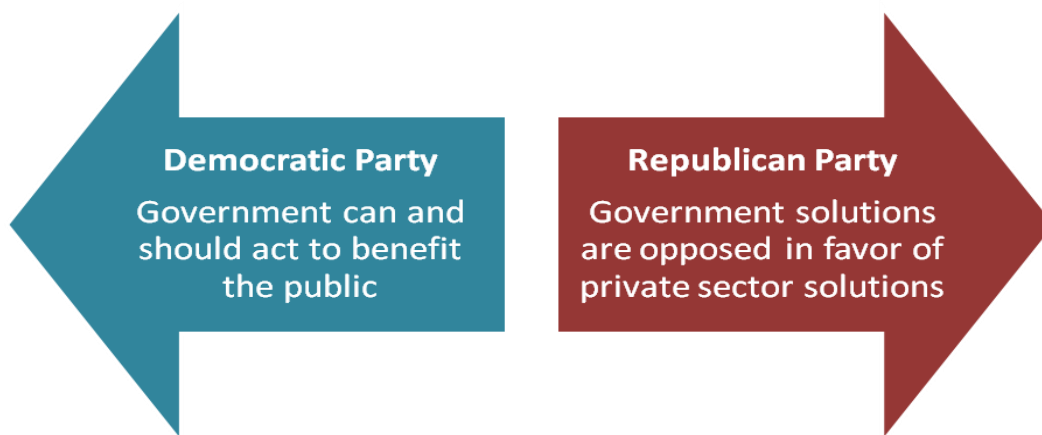 Democratic Party
Government can and
should act to benefit
the public
Republican Party
Government solutions
are opposed in favor of
private sector solutions